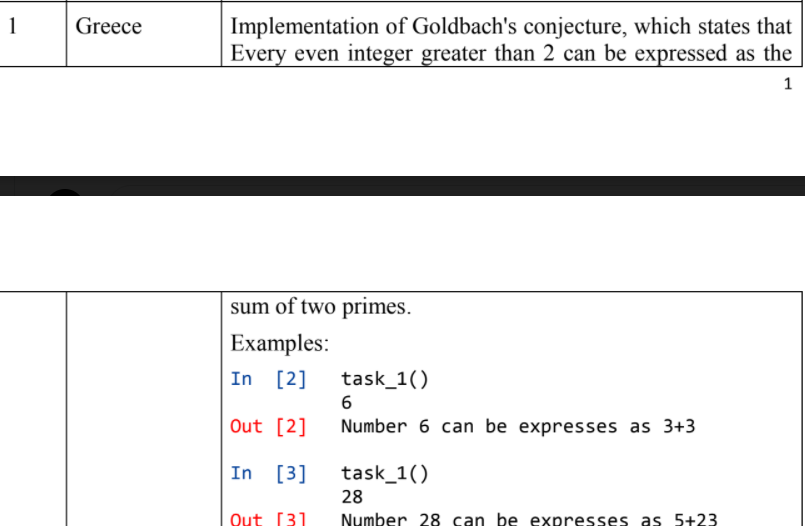 1 Greece Implementation of Goldbach's conjecture, which states that
Every even integer greater than 2 can be expressed as the
1
sum of two primes.
Examples:
In [2] task_1()
6
Out [2] Number 6 can be expresses as 3+3
In [3] task_1()
28
Out [3] Number 28 can be expresses as 5+23